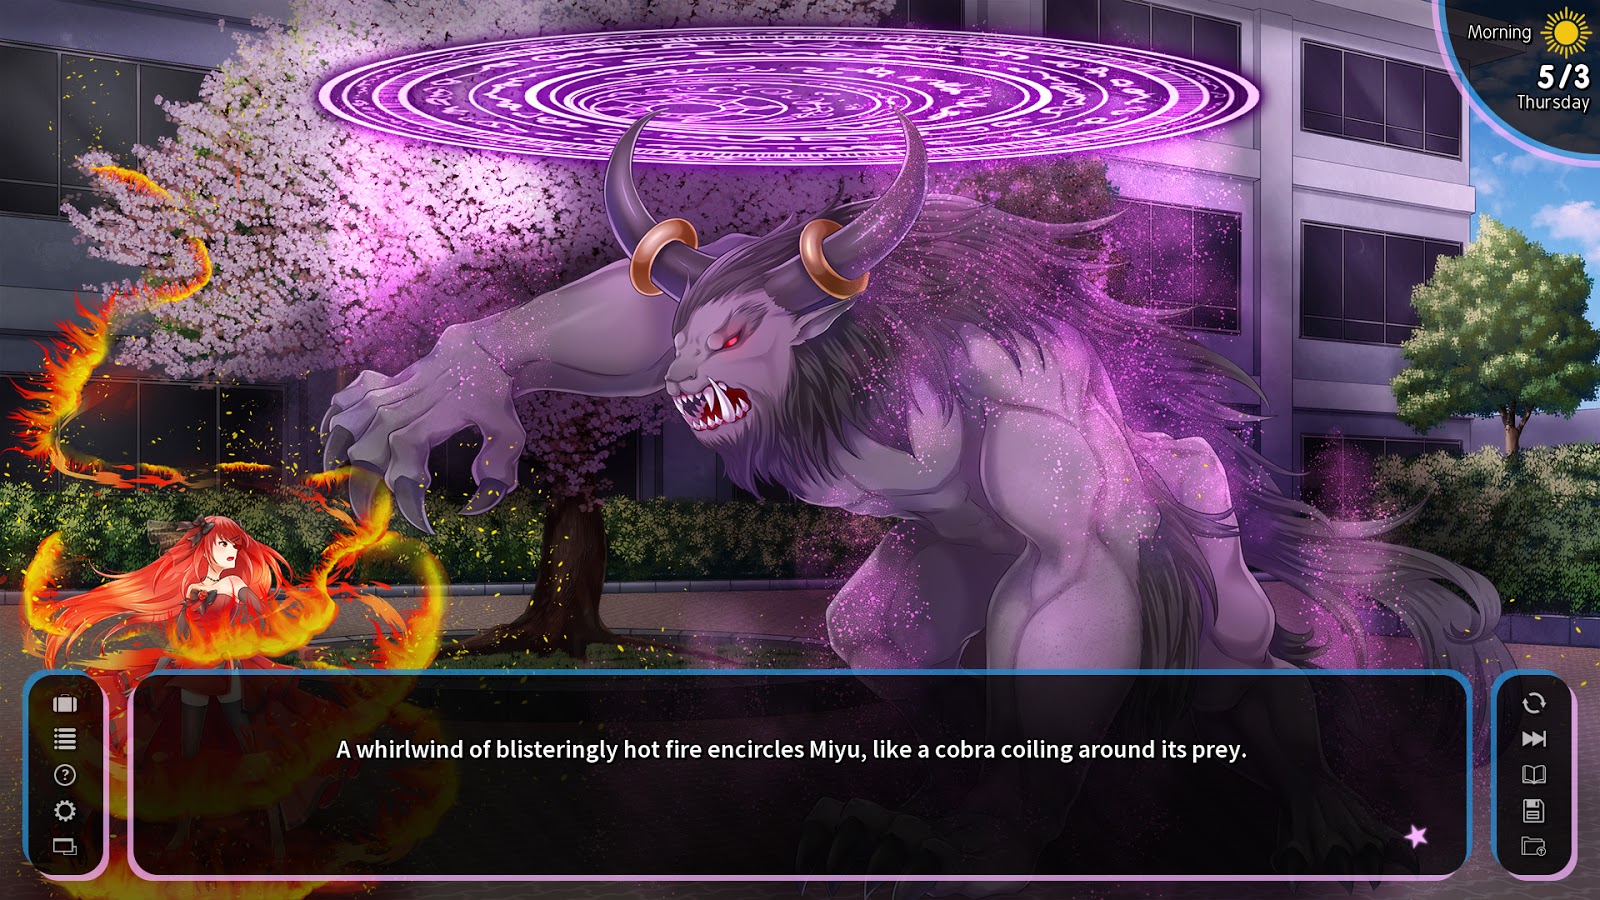 Morning
5/3
Thursday
A whirlwind of blisteringly hot fire encircles Miyu, like a cobra coiling around its prey.
?